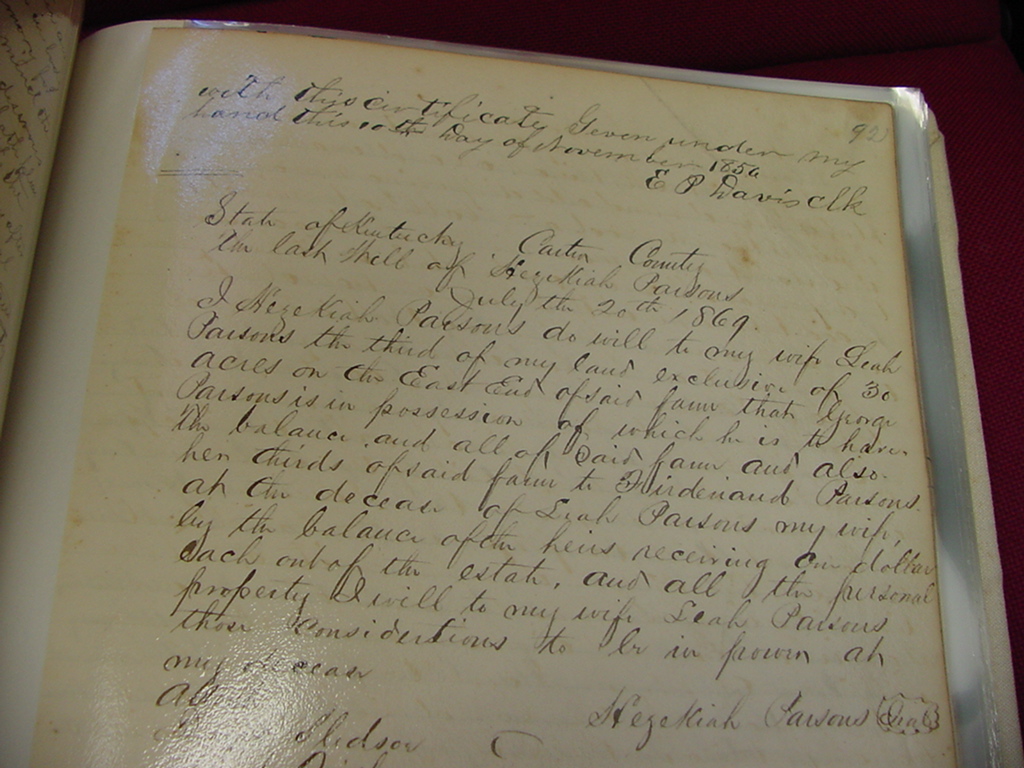 92
with this certificate Given under my
hand this 10th Day of November 1856
E P Davis clk
State of Kentucky Carter County
The last Will of Hezekiah Parsons
July the 20th 1869.
I Hezekiah Parsons do will to my wife Leah
Parsons the third of my land exclusive of 30
acres on the East End of said farm that George
Parsons is in possession of which he is to have.
The balance and all of said farm and also
her thirds of said farm to Firdenand Parsons.
at the decease of Leah Parsons my wife,
by the balance of the heirs receiving one dollar
each out of the estate, and all the personal
property I will to my wife Leah Parsons
those considertions to be in power at
my decease
Hezekiah Parsons Seal